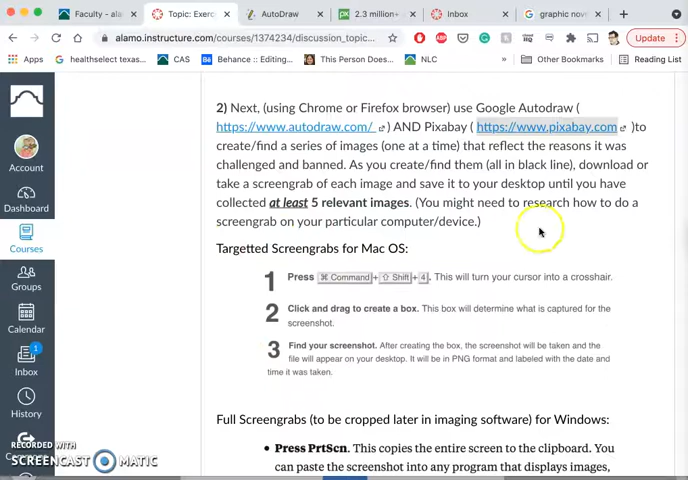 Faculty - alam
Topic: Exerc
AutoDraw
2.3 million+
Inbox
graphic nove
alamo.instructure.com/courses/1374234/discussion_topic...
Update
Apps
healthselect texas...
CAS
Behance :: Editing...
This Person Does...
NLC
Other Bookmarks
Reading List
Account
Dashboard
Courses
Groups
Calendar
1
Inbox
History
2) Next, (using Chrome or Firefox browser) use Google Autodraw (
https://www.autodraw.com/ ) AND Pixabay ( https://www.pixabay.com )to
create/find a series of images (one at a time) that reflect the reasons it was
challenged and banned. As you create/find them (all in black line), download or
take a screengrab of each image and save it to your desktop until you have
collected at least 5 relevant images. (You might need to research how to do a
screengrab on your particular computer/device.)
Targetted Screengrabs for Mac OS:
1 Press ⌘ Command+⇧ Shift+4. This will turn your cursor into a crosshair.
2 Click and drag to create a box. This box will determine what is captured for the
screenshot.
3 Find your screenshot. After creating the box, the screenshot will be taken and the
file will appear on your desktop. It will be in PNG format and labeled with the date and
time it was taken.
Full Screengrabs (to be cropped later in imaging software) for Windows:
• Press PrtScn. This copies the entire screen to the clipboard. You
can paste the screenshot into any program that displays images,
RECORDED WITH
SCREENCAST MATIC